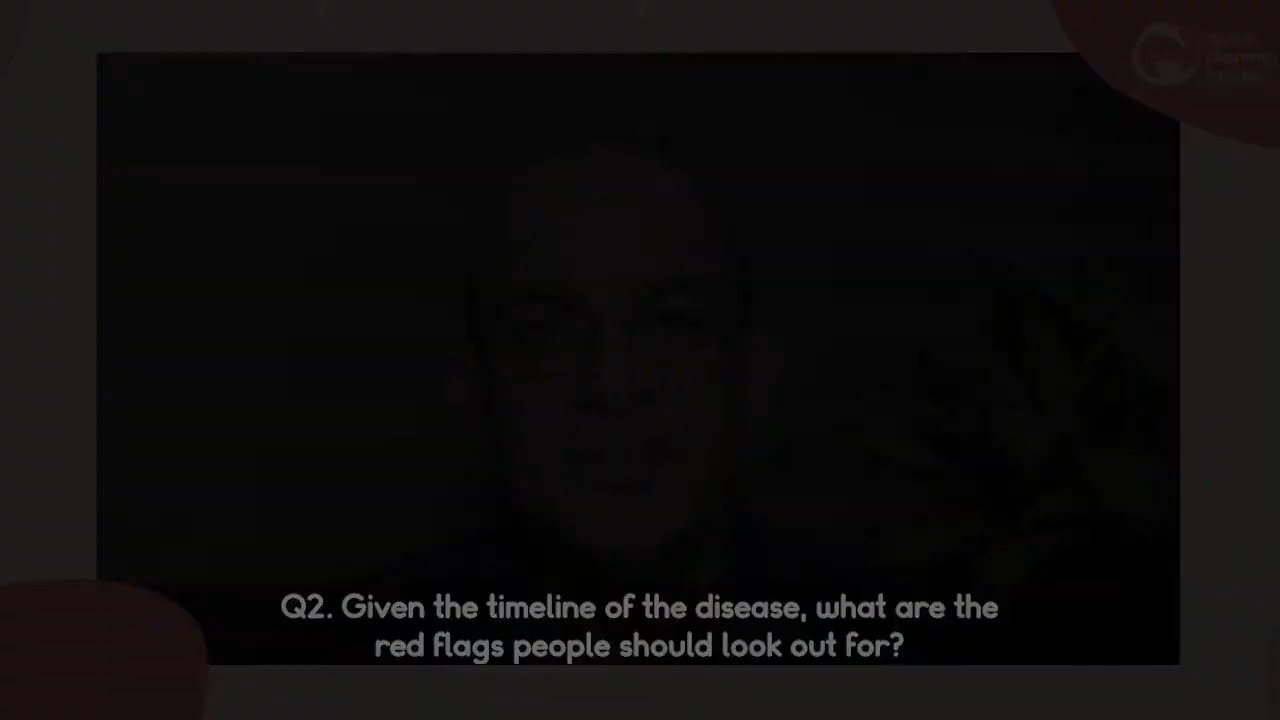 Q2. Given the timeline of the disease, what are the
red flags people should look out for?